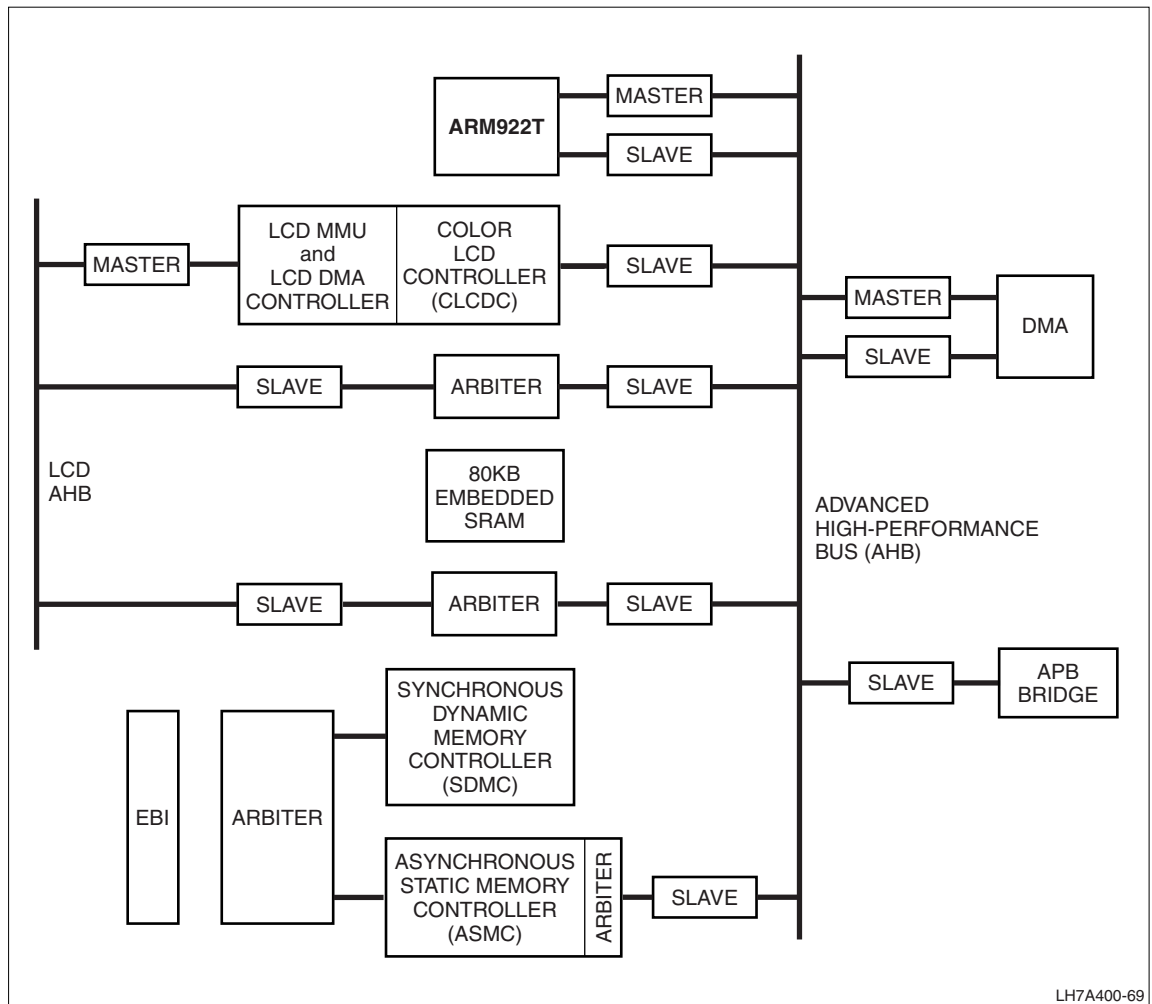 ARM922T
MASTER
SLAVE
MASTER
LCD MMU
and
LCD DMA
CONTROLLER
COLOR
LCD
CONTROLLER
(CLCDC)
SLAVE
MASTER
SLAVE
DMA
SLAVE
ARBITER
SLAVE
LCD
AHB
80KB
EMBEDDED
SRAM
ADVANCED
HIGH-PERFORMANCE
BUS (AHB)
SLAVE
ARBITER
SLAVE
SLAVE
APB
BRIDGE
EBI
ARBITER
SYNCHRONOUS
DYNAMIC
MEMORY
CONTROLLER
(SDMC)
ASYNCHRONOUS
STATIC MEMORY
CONTROLLER
(ASMC)
ARBITER
SLAVE
LH7A400-69